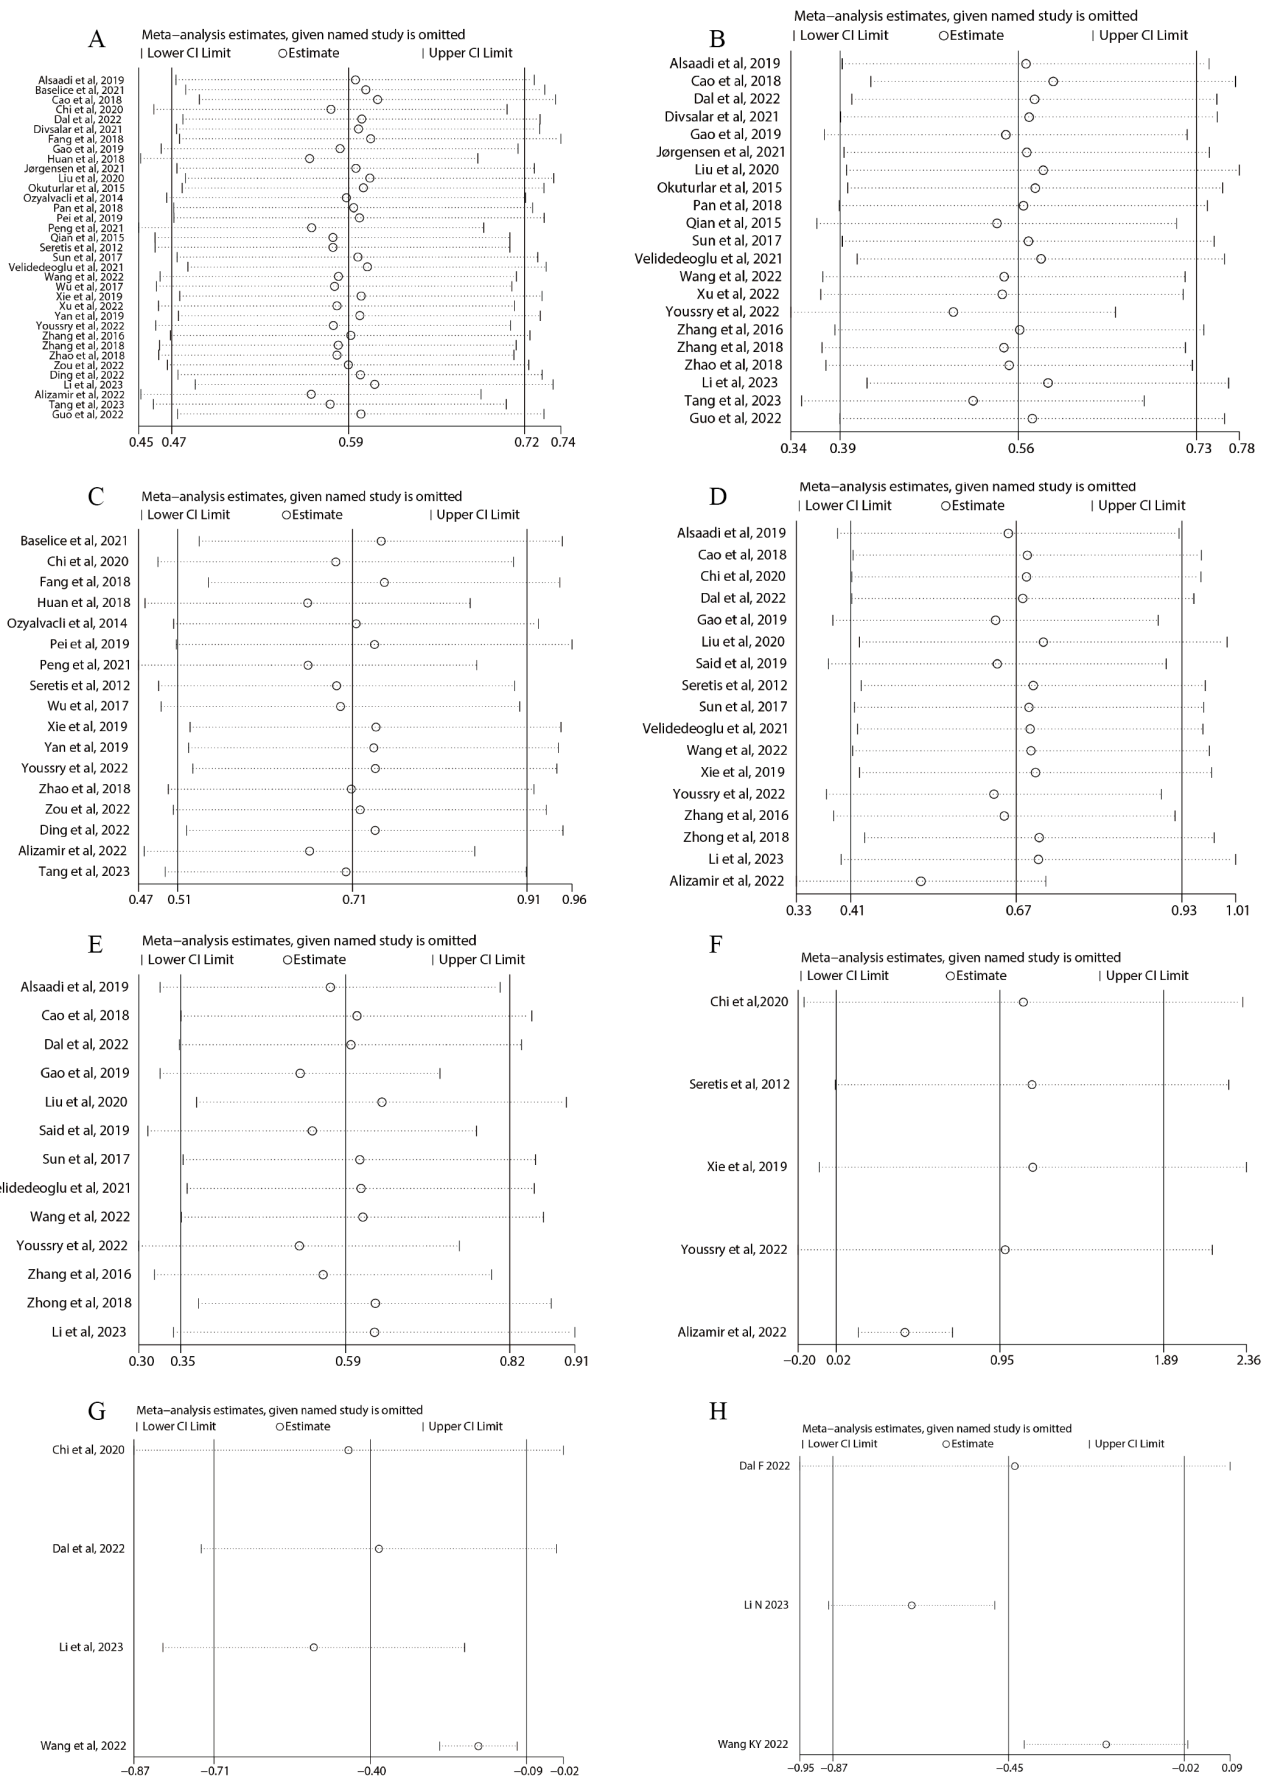 A
Meta−analysis estimates, given named study is omitted
| Lower CI Limit ○Estimate | Upper CI Limit
Alsaadi et al, 2019
Baselice et al, 2021
Cao et al, 2018
Chi et al, 2020
Dal et al, 2022
Divsalar et al, 2021
Fang et al, 2018
Gao et al, 2019
Huan et al, 2018
Jørgensen et al, 2021
Liu et al, 2020
Okuturlar et al, 2015
Ozyalvacli et al, 2014
Pan et al, 2018
Pei et al, 2019
Peng et al, 2021
Qian et al, 2015
Seretis et al, 2012
Sun et al, 2017
Velidedeoglu et al, 2021
Wang et al, 2022
Wu et al, 2017
Xie et al, 2019
Xu et al, 2022
Yan et al, 2019
Youssry et al, 2022
Zhang et al, 2016
Zhang et al, 2018
Zhao et al, 2018
Zou et al, 2022
Ding et al, 2022
Li et al, 2023
Alizamir et al, 2022
Tang et al, 2023
Guo et al, 2022
0.45 0.47 0.59 0.72 0.74
B
Meta−analysis estimates, given named study is omitted
| Lower CI Limit ○Estimate | Upper CI Limit
Alsaadi et al, 2019
Cao et al, 2018
Dal et al, 2022
Divsalar et al, 2021
Gao et al, 2019
Jørgensen et al, 2021
Liu et al, 2020
Okuturlar et al, 2015
Pan et al, 2018
Qian et al, 2015
Sun et al, 2017
Velidedeoglu et al, 2021
Wang et al, 2022
Xu et al, 2022
Youssry et al, 2022
Zhang et al, 2016
Zhang et al, 2018
Zhao et al, 2018
Li et al, 2023
Tang et al, 2023
Guo et al, 2022
0.34 0.39 0.56 0.73 0.78
C
Meta−analysis estimates, given named study is omitted
| Lower CI Limit ○Estimate | Upper CI Limit
Baselice et al, 2021
Chi et al, 2020
Fang et al, 2018
Huan et al, 2018
Ozyalvacli et al, 2014
Pei et al, 2019
Peng et al, 2021
Seretis et al, 2012
Wu et al, 2017
Xie et al, 2019
Yan et al, 2019
Youssry et al, 2022
Zhao et al, 2018
Zou et al, 2022
Ding et al, 2022
Alizamir et al, 2022
Tang et al, 2023
0.47 0.51 0.71 0.91 0.96
D
Meta−analysis estimates, given named study is omitted
| Lower CI Limit ○Estimate | Upper CI Limit
Alsaadi et al, 2019
Cao et al, 2018
Chi et al, 2020
Dal et al, 2022
Gao et al, 2019
Liu et al, 2020
Said et al, 2019
Seretis et al, 2012
Sun et al, 2017
Velidedeoglu et al, 2021
Wang et al, 2022
Xie et al, 2019
Youssry et al, 2022
Zhang et al, 2016
Zhong et al, 2018
Li et al, 2023
Alizamir et al, 2022
0.33 0.41 0.67 0.93 1.01
E
Meta−analysis estimates, given named study is omitted
| Lower CI Limit ○Estimate | Upper CI Limit
Alsaadi et al, 2019
Cao et al, 2018
Dal et al, 2022
Gao et al, 2019
Liu et al, 2020
Said et al, 2019
Sun et al, 2017
elidedeoglu et al, 2021
Wang et al, 2022
Youssry et al, 2022
Zhang et al, 2016
Zhong et al, 2018
Li et al, 2023
0.30 0.35 0.59 0.82 0.91
F
Meta−analysis estimates, given named study is omitted
| Lower CI Limit ○Estimate | Upper CI Limit
Chi et al,2020
Seretis et al, 2012
Xie et al, 2019
Youssry et al, 2022
Alizamir et al, 2022
−0.20 0.02 0.95 1.89 2.36
G
Meta−analysis estimates, given named study is omitted
| Lower CI Limit ○Estimate | Upper CI Limit
Chi et al, 2020
Dal et al, 2022
Li et al, 2023
Wang et al, 2022
−0.87 −0.71 −0.40 −0.09 −0.02
H
Meta−analysis estimates, given named study is omitted
| Lower CI Limit ○Estimate | Upper CI Limit
Dal F 2022
Li N 2023
Wang KY 2022
−0.95 −0.87 −0.45 −0.02 0.09